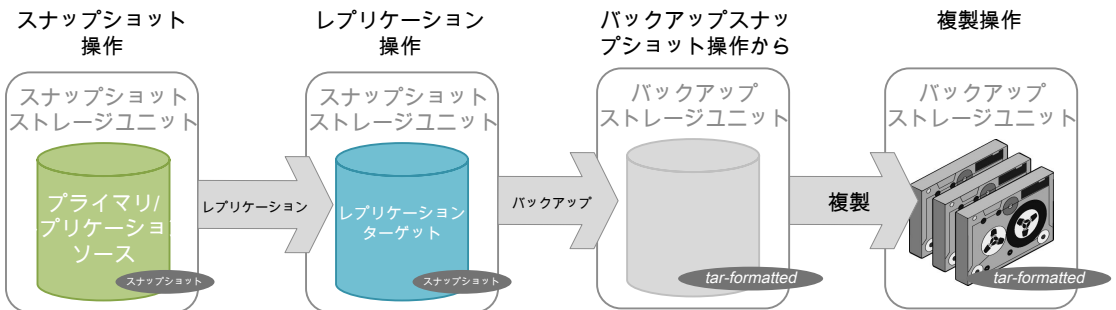 スナップショット
操作
レプリケーション
操作
バックアップスナッ
プショット操作から
複製操作
スナップショット
ストレージユニット
プライマリ/
プリケーショ
ソース
スナップショット
レプリケーション
スナップショット
ストレージユニット
レプリケーション
ターゲット
スナップショット
バックアップ
バックアップ
ストレージユニット
tar-formatted
複製
バックアップ
ストレージユニット
tar-formatted